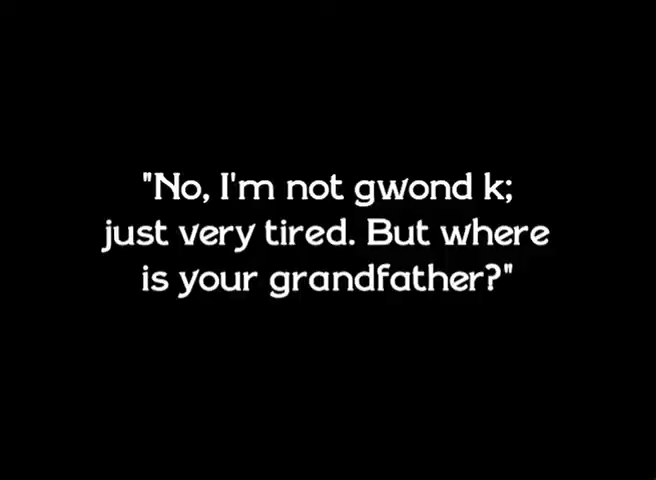 "No, I'm not gwond k;
just very tired. But where
is your grandfather?"